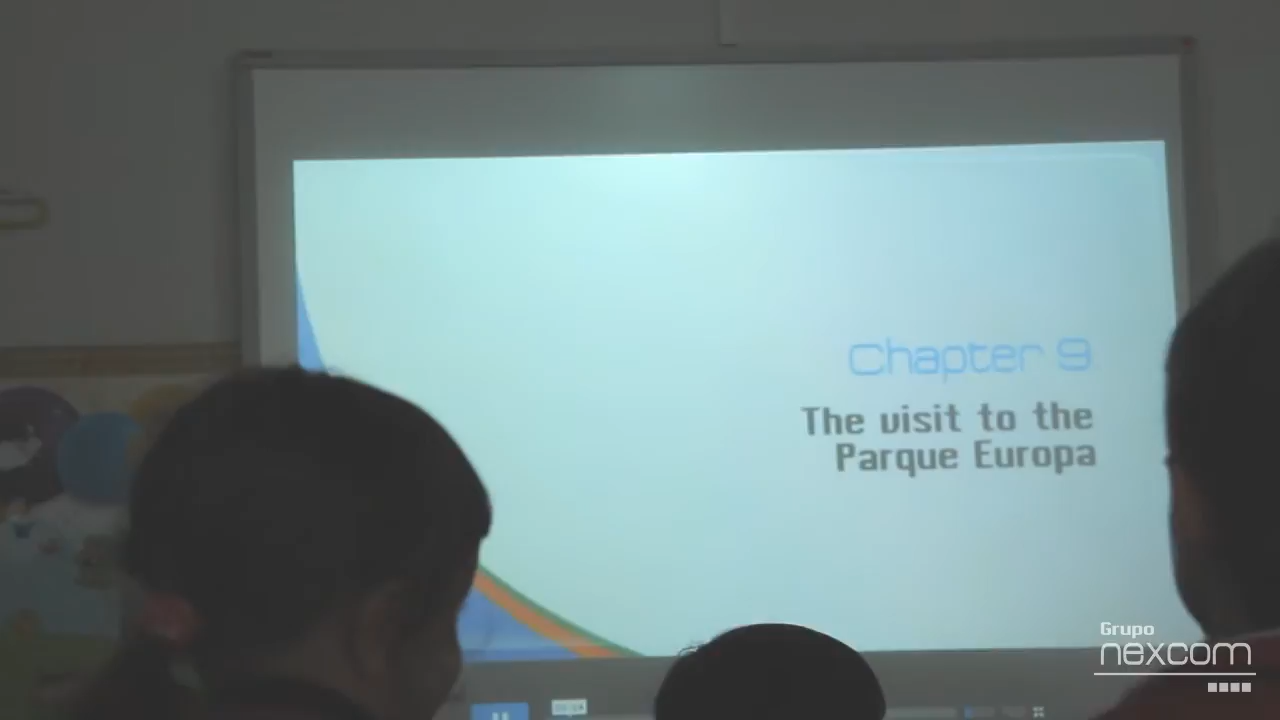 Chapter 9
The visit to the
Parque Europa
Grupo
nexcom